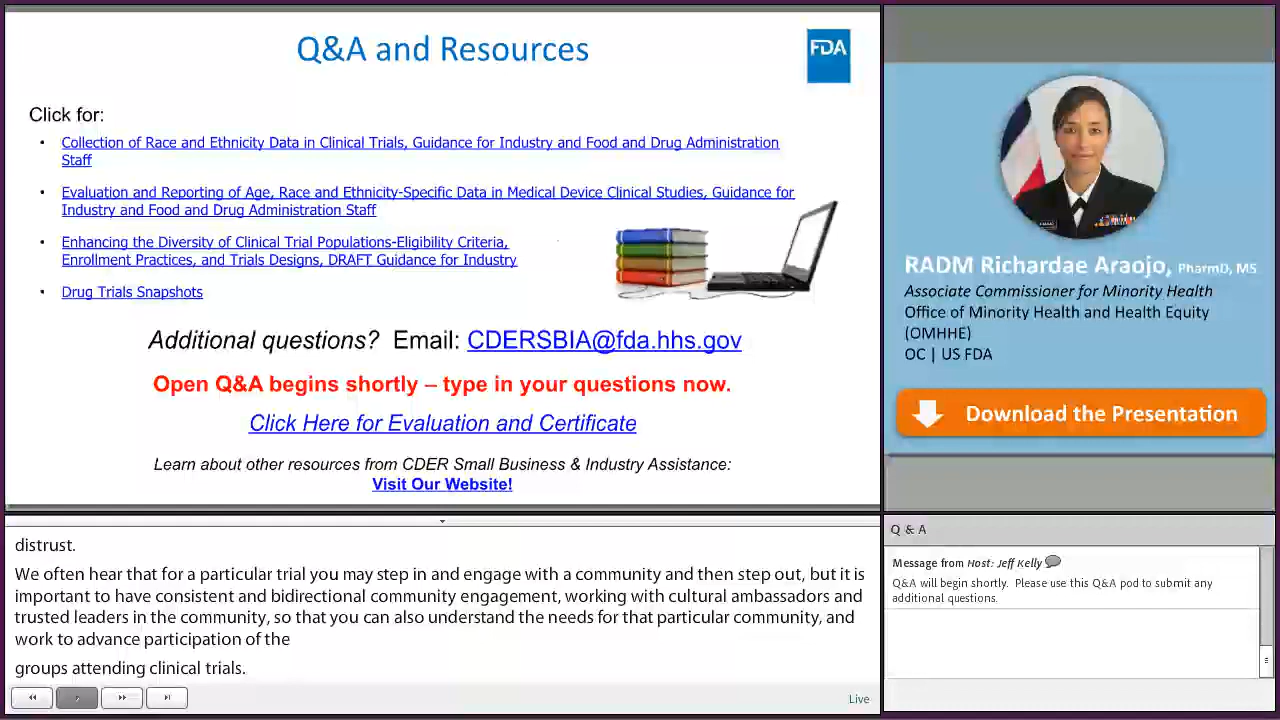 Q&A and Resources
FDA
Click for:
• Collection of Race and Ethnicity Data in Clinical Trials, Guidance for Industry and Food and Drug Administration
Staff
• Evaluation and Reporting of Age, Race and Ethnicity-Specific Data in Medical Device Clinical Studies, Guidance for
Industry and Food and Drug Administration Staff
• Enhancing the Diversity of Clinical Trial Populations-Eligibility Criteria,
Enrollment Practices, and Trials Designs, DRAFT Guidance for Industry
• Drug Trials Snapshots
Additional questions? Email: CDERSBIA@fda.hhs.gov
Open Q&A begins shortly – type in your questions now.
Click Here for Evaluation and Certificate
Learn about other resources from CDER Small Business & Industry Assistance:
Visit Our Website!
RADM Richardae Araojo, PharmD, MS
Associate Commissioner for Minority Health
Office of Minority Health and Health Equity
(OMHHE)
OC | US FDA
Download the Presentation
distrust.
We often hear that for a particular trial you may step in and engage with a community and then step out, but it is
important to have consistent and bidirectional community engagement, working with cultural ambassadors and
trusted leaders in the community, so that you can also understand the needs for that particular community, and
work to advance participation of the
groups attending clinical trials.
Live
Q & A
Message from Host: Jeff Kelly
Q&A will begin shortly. Please use this Q&A pod to submit any
additional questions.